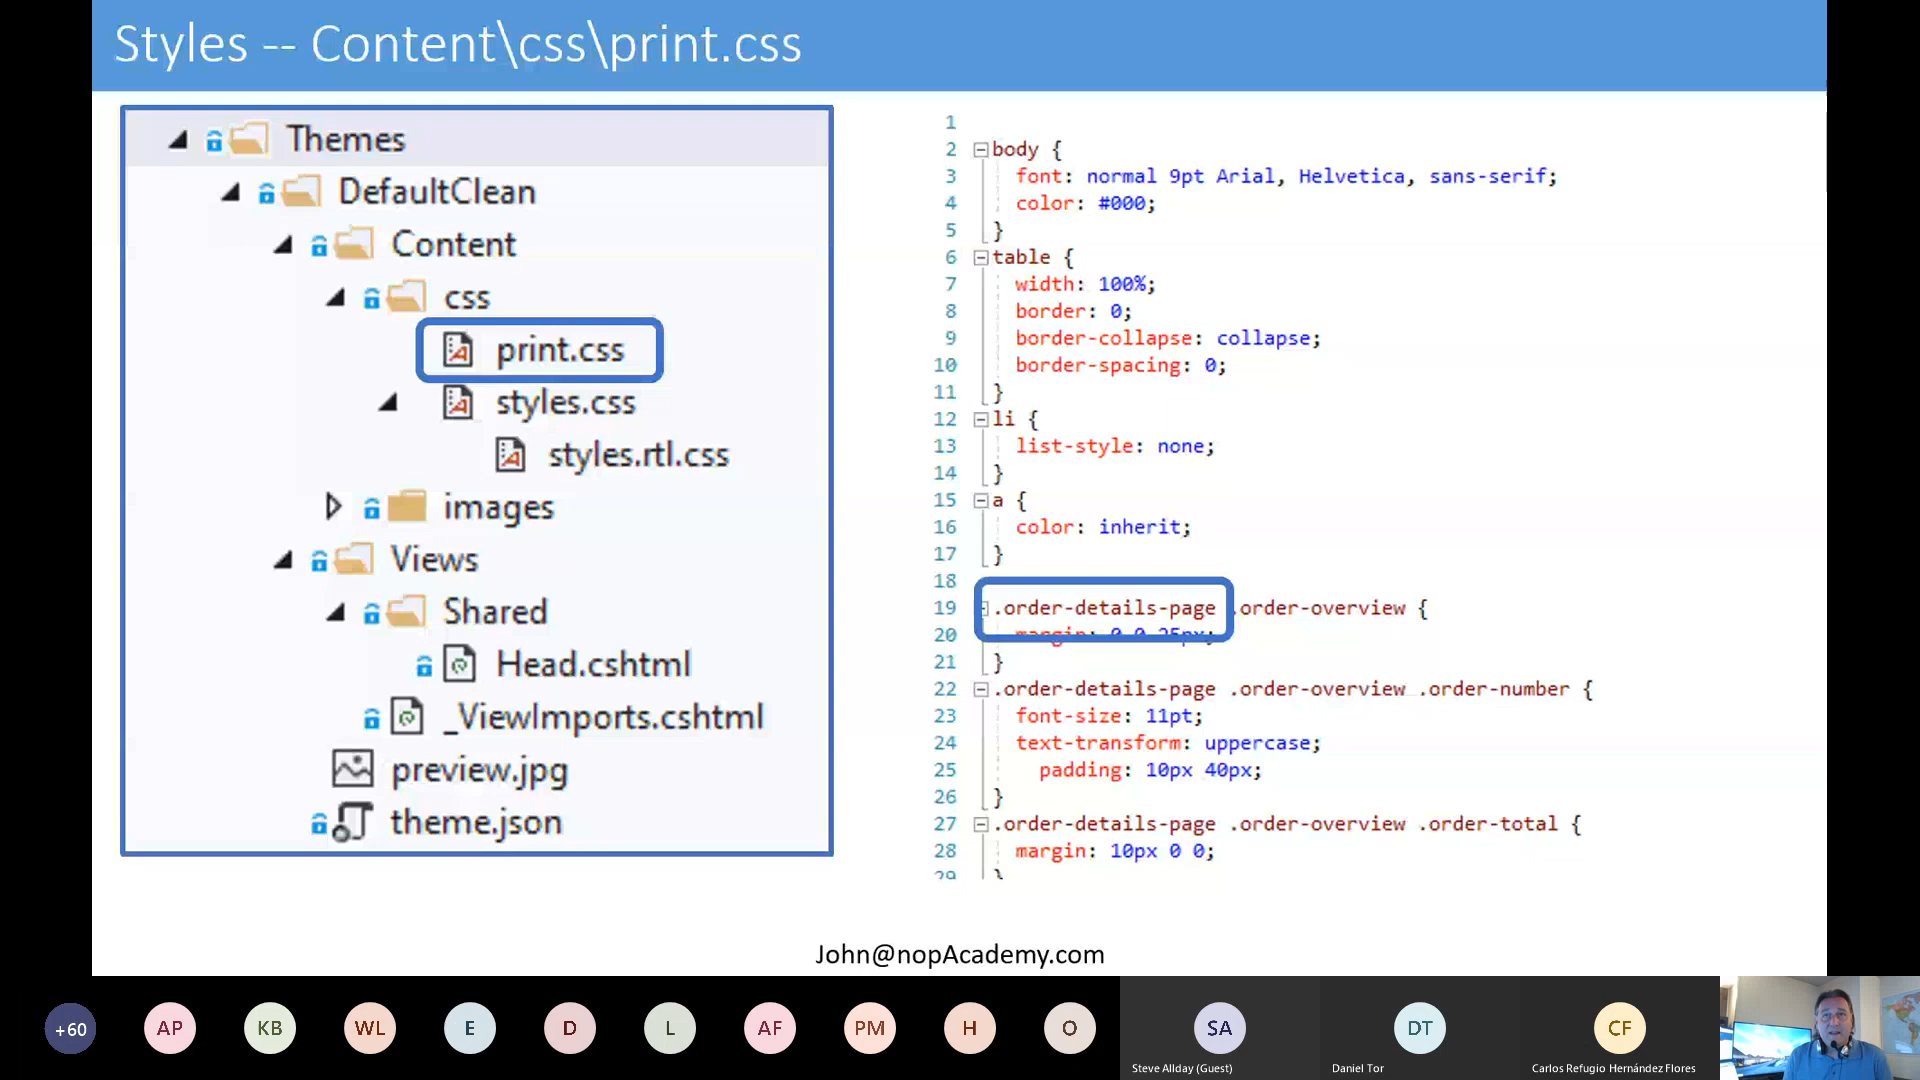 Styles -- Content\css\print.css
Themes
DefaultClean
Content
css
print.css
styles.css
styles.rtl.css
images
Views
Shared
Head.cshtml
_ViewImports.cshtml
preview.jpg
theme.json
1
2 body {
3 font: normal 9pt Arial, Helvetica, sans-serif;
4 color: #000;
5 }
6 table {
7 width: 100%;
8 border: 0;
9 border-collapse: collapse;
10 border-spacing: 0;
11 }
12 li {
13 list-style: none;
14 }
15 a {
16 color: inherit;
17 }
18
19 .order-details-page .order-overview {
20 margin: 0 0 25px;
21 }
22 .order-details-page .order-overview .order-number {
23 font-size: 11pt;
24 text-transform: uppercase;
25 padding: 10px 40px;
26 }
27 .order-details-page .order-overview .order-total {
28 margin: 10px 0 0;
29 }
John@nopAcademy.com
+60 AP KB WL E D L AF PM H O SA DT CF
Steve Allday (Guest) Daniel Tor Carlos Refugio Hernández Flores